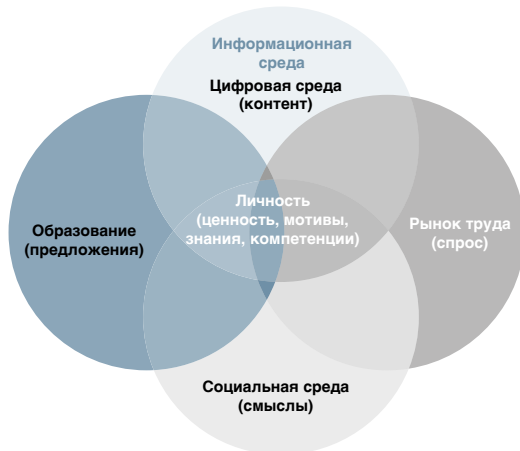 Информационная
среда
Цифровая среда
(контент)
Образование
(предложения)
Личность
(ценность, мотивы,
знания, компетенции)
Рынок труда
(спрос)
Социальная среда
(смыслы)